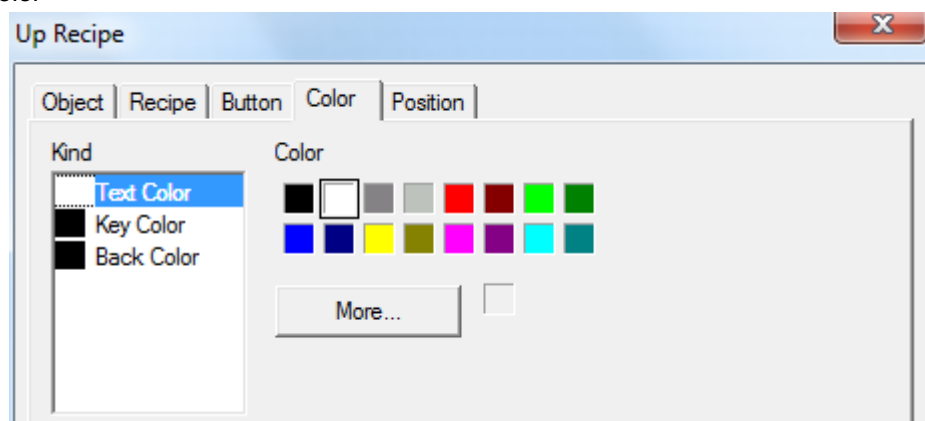 Up Recipe
Object Recipe Button Color Position
Kind Color
Text Color
Key Color
Back Color
More...